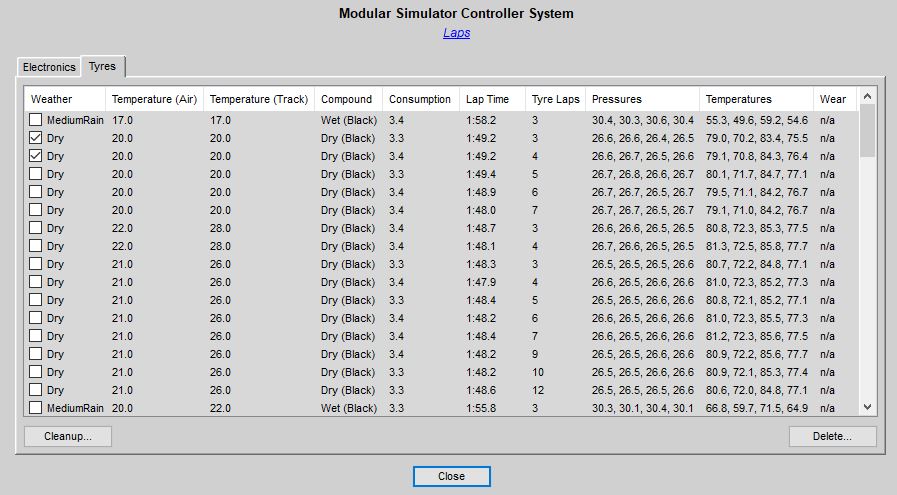 Modular Simulator Controller System
Laps
Electronics Tyres
Weather Temperature (Air) Temperature (Track) Compound Consumption Lap Time Tyre Laps Pressures Temperatures Wear
MediumRain 17.0 17.0 Wet (Black) 3.4 1:58.2 3 30.4, 30.3, 30.6, 30.4 55.3, 49.6, 59.2, 54.6 n/a
Dry 20.0 20.0 Dry (Black) 3.3 1:49.2 3 26.6, 26.6, 26.4, 26.5 79.0, 70.2, 83.4, 75.5 n/a
Dry 20.0 20.0 Dry (Black) 3.4 1:49.2 4 26.6, 26.7, 26.5, 26.6 79.1, 70.8, 84.3, 76.4 n/a
Dry 20.0 20.0 Dry (Black) 3.3 1:49.4 5 26.7, 26.8, 26.6, 26.7 80.1, 71.7, 84.7, 77.1 n/a
Dry 20.0 20.0 Dry (Black) 3.4 1:48.9 6 26.7, 26.7, 26.5, 26.7 79.5, 71.1, 84.2, 76.7 n/a
Dry 20.0 20.0 Dry (Black) 3.4 1:48.0 7 26.7, 26.7, 26.5, 26.7 79.1, 71.0, 84.2, 76.7 n/a
Dry 22.0 28.0 Dry (Black) 3.4 1:48.7 3 26.6, 26.6, 26.5, 26.6 80.8, 72.3, 85.3, 77.5 n/a
Dry 22.0 28.0 Dry (Black) 3.4 1:48.1 4 26.7, 26.6, 26.5, 26.6 81.3, 72.5, 85.8, 77.7 n/a
Dry 21.0 26.0 Dry (Black) 3.3 1:48.3 3 26.5, 26.5, 26.5, 26.6 80.7, 72.2, 84.8, 77.1 n/a
Dry 21.0 26.0 Dry (Black) 3.4 1:47.9 4 26.6, 26.5, 26.5, 26.6 81.0, 72.3, 85.2, 77.3 n/a
Dry 21.0 26.0 Dry (Black) 3.3 1:48.4 5 26.5, 26.5, 26.5, 26.6 80.8, 72.1, 85.2, 77.1 n/a
Dry 21.0 26.0 Dry (Black) 3.4 1:48.2 6 26.6, 26.5, 26.5, 26.6 81.0, 72.3, 85.5, 77.3 n/a
Dry 21.0 26.0 Dry (Black) 3.4 1:48.4 7 26.6, 26.5, 26.6, 26.6 81.2, 72.3, 85.6, 77.5 n/a
Dry 21.0 26.0 Dry (Black) 3.4 1:48.2 9 26.5, 26.5, 26.6, 26.6 80.9, 72.2, 85.6, 77.7 n/a
Dry 21.0 26.0 Dry (Black) 3.3 1:48.2 10 26.5, 26.5, 26.6, 26.6 80.9, 72.1, 85.3, 77.4 n/a
Dry 21.0 26.0 Dry (Black) 3.3 1:48.6 12 26.5, 26.5, 26.6, 26.6 80.6, 72.0, 84.8, 77.1 n/a
MediumRain 20.0 22.0 Wet (Black) 3.3 1:55.8 3 30.3, 30.1, 30.4, 30.1 66.8, 59.7, 71.5, 64.9 n/a
Cleanup... Delete...
Close